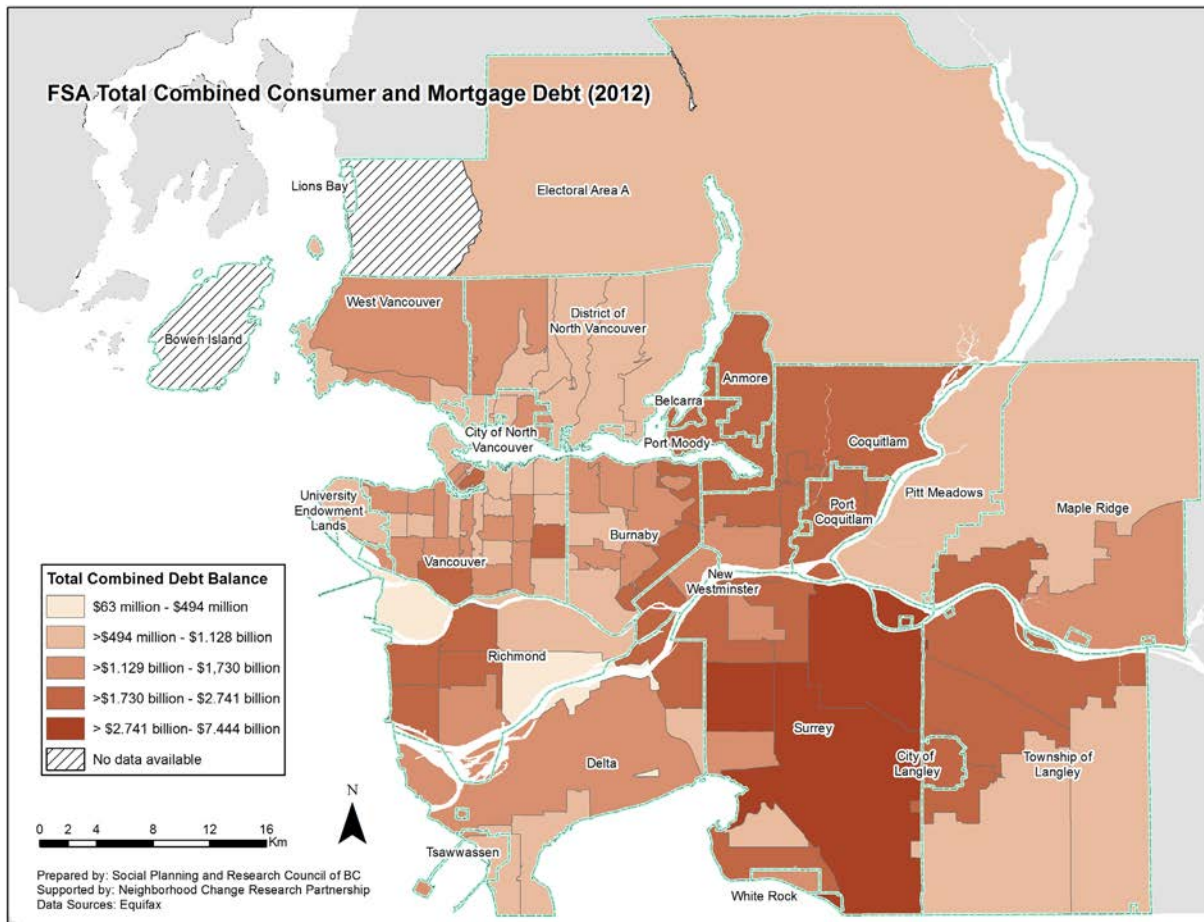 FSA Total Combined Consumer and Mortgage Debt (2012)
Lions Bay
Electoral Area A
Bowen Island
West Vancouver
District of
North Vancouver
Anmore
Belcarra
City of North
Vancouver
Port Moody
Coquitlam
University
Endowment
Lands
Port
Coquitlam
Pitt Meadows
Maple Ridge
Burnaby
Vancouver
New
Westminster
Richmond
Surrey
City of
Langley
Township of
Langley
Delta
Tsawwassen
White Rock
Total Combined Debt Balance
$63 million - $494 million
>$494 million - $1.128 billion
>$1.129 billion - $1,730 billion
>$1.730 billion - $2.741 billion
> $2.741 billion- $7.444 billion
No data available
N
0 2 4 8 12 16
Km
Prepared by: Social Planning and Research Council of BC
Supported by: Neighborhood Change Research Partnership
Data Sources: Equifax